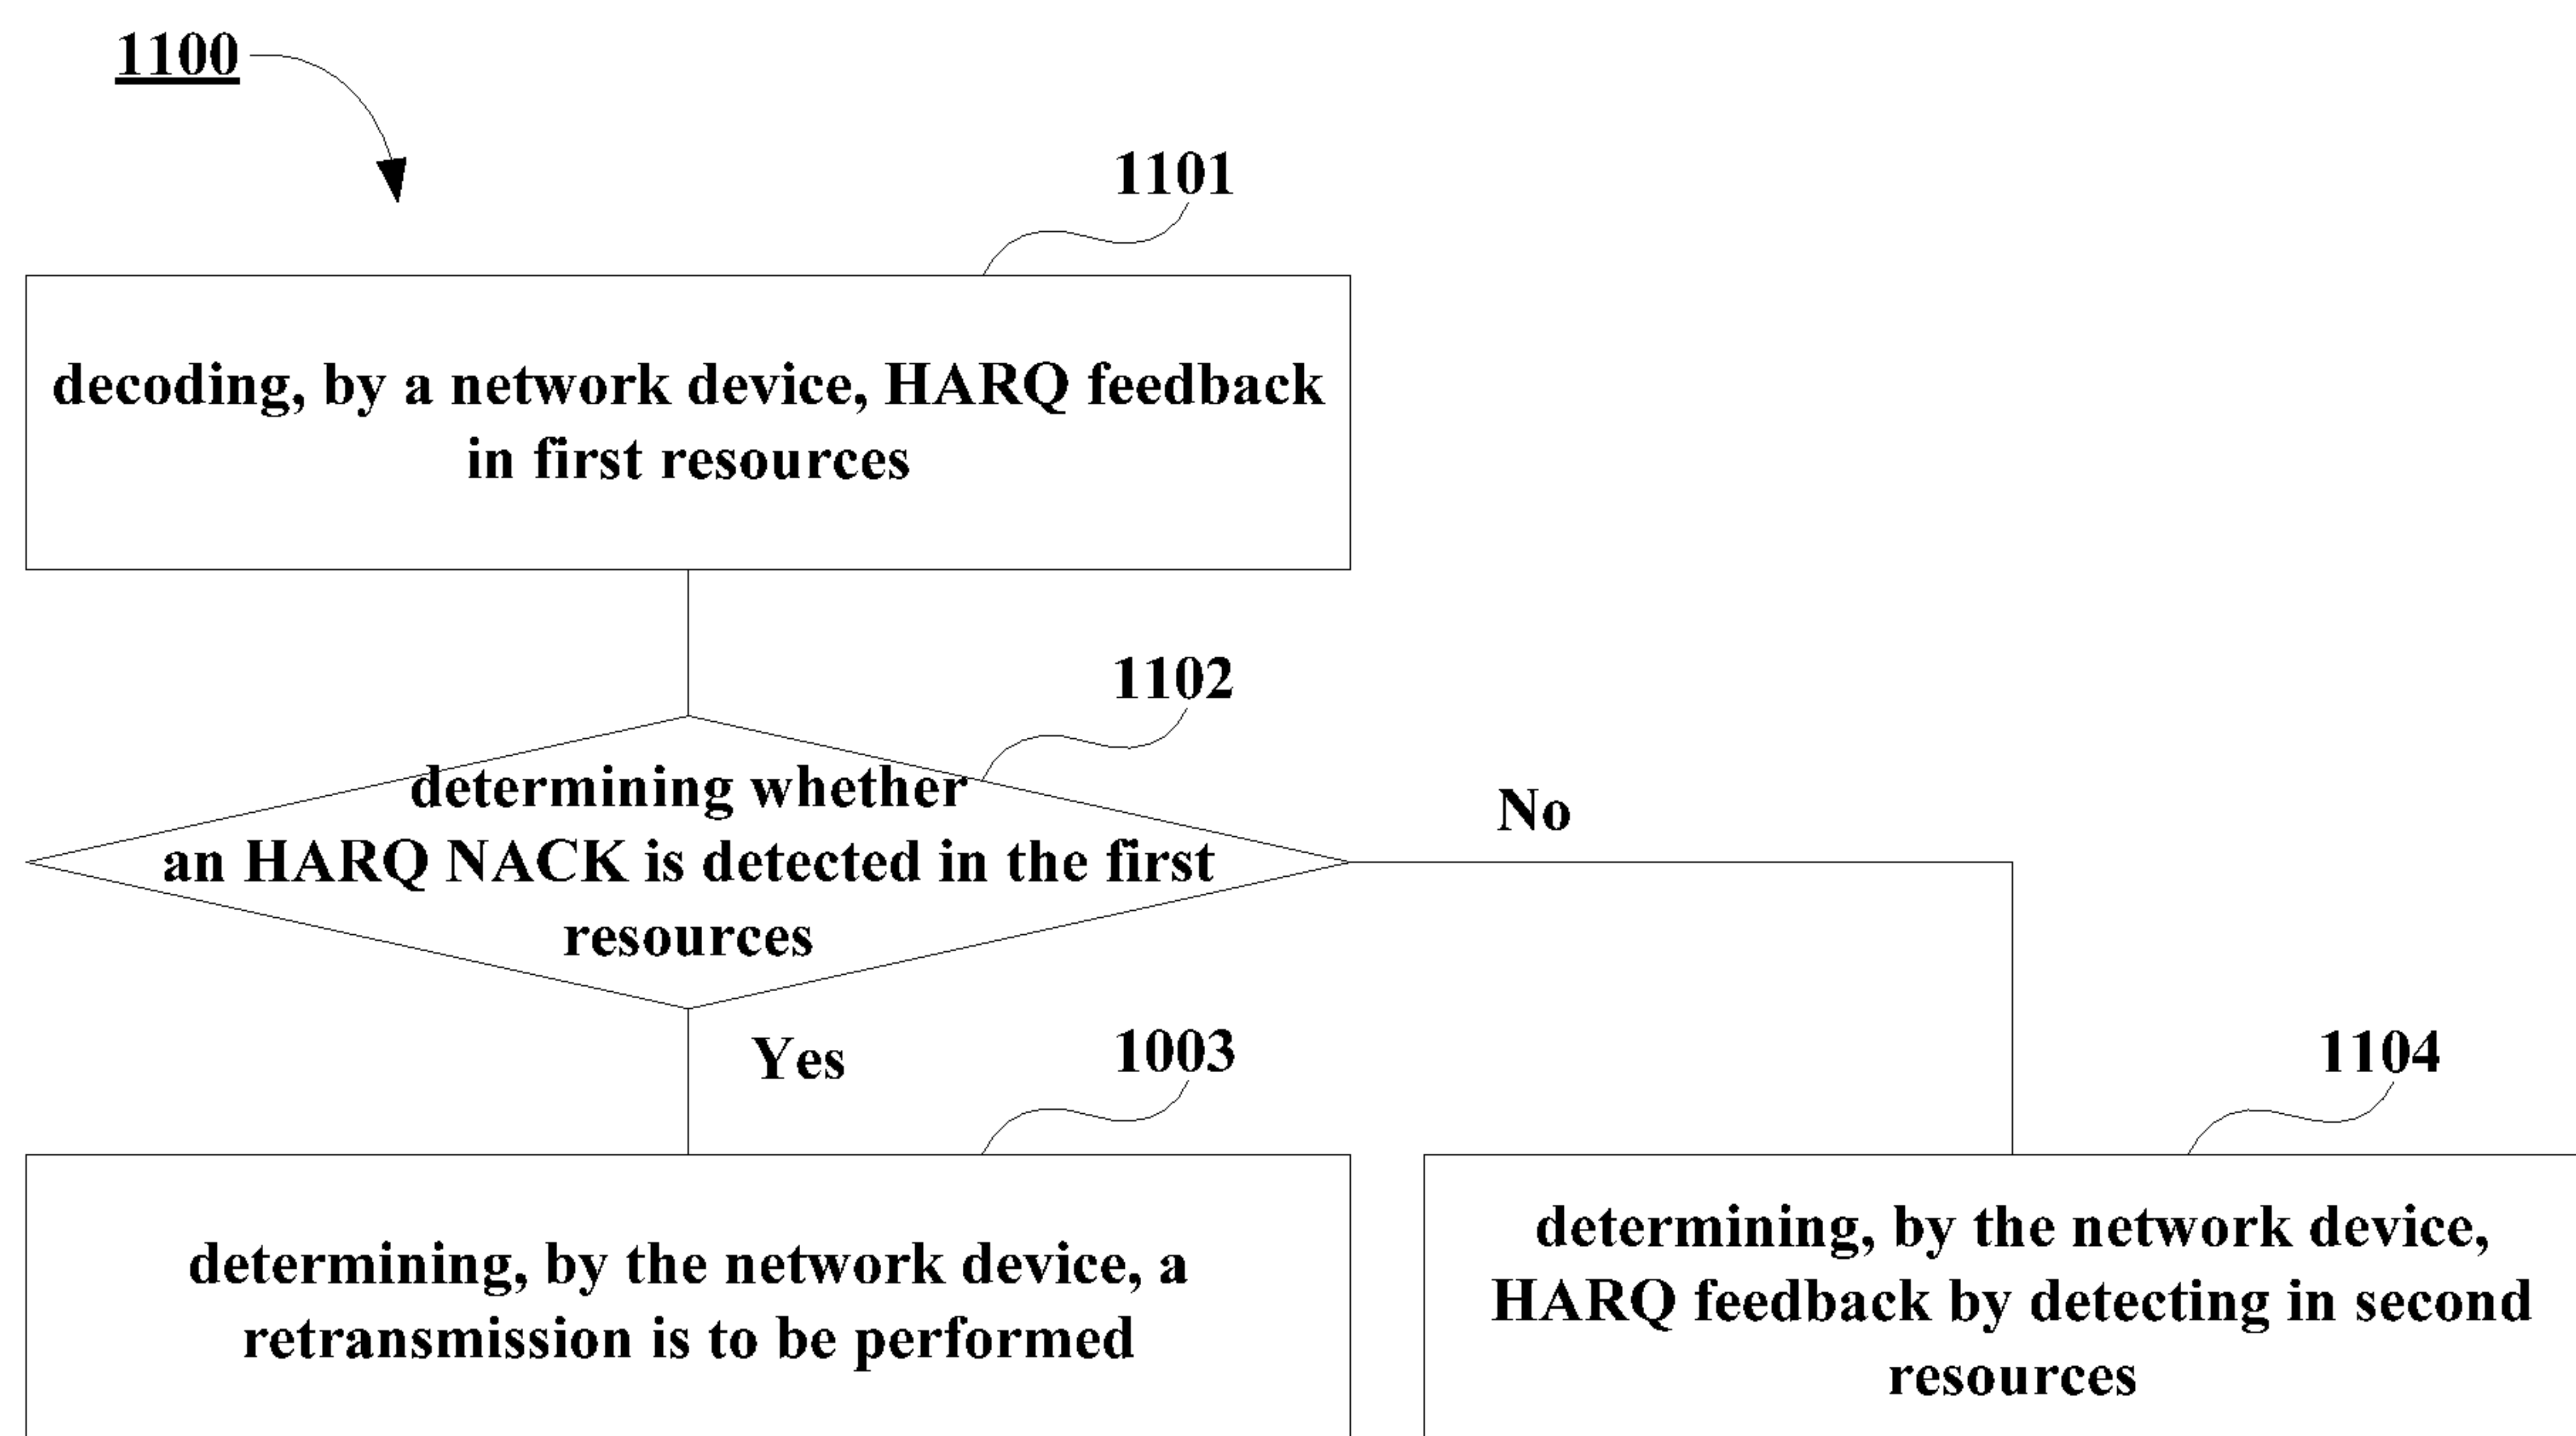 1100
1101
decoding, by a network device, HARQ feedback
in first resources
1102
determining whether
an HARQ NACK is detected in the first
resources
No
Yes
1003
determining, by the network device, a
retransmission is to be performed
1104
determining, by the network device,
HARQ feedback by detecting in second
resources